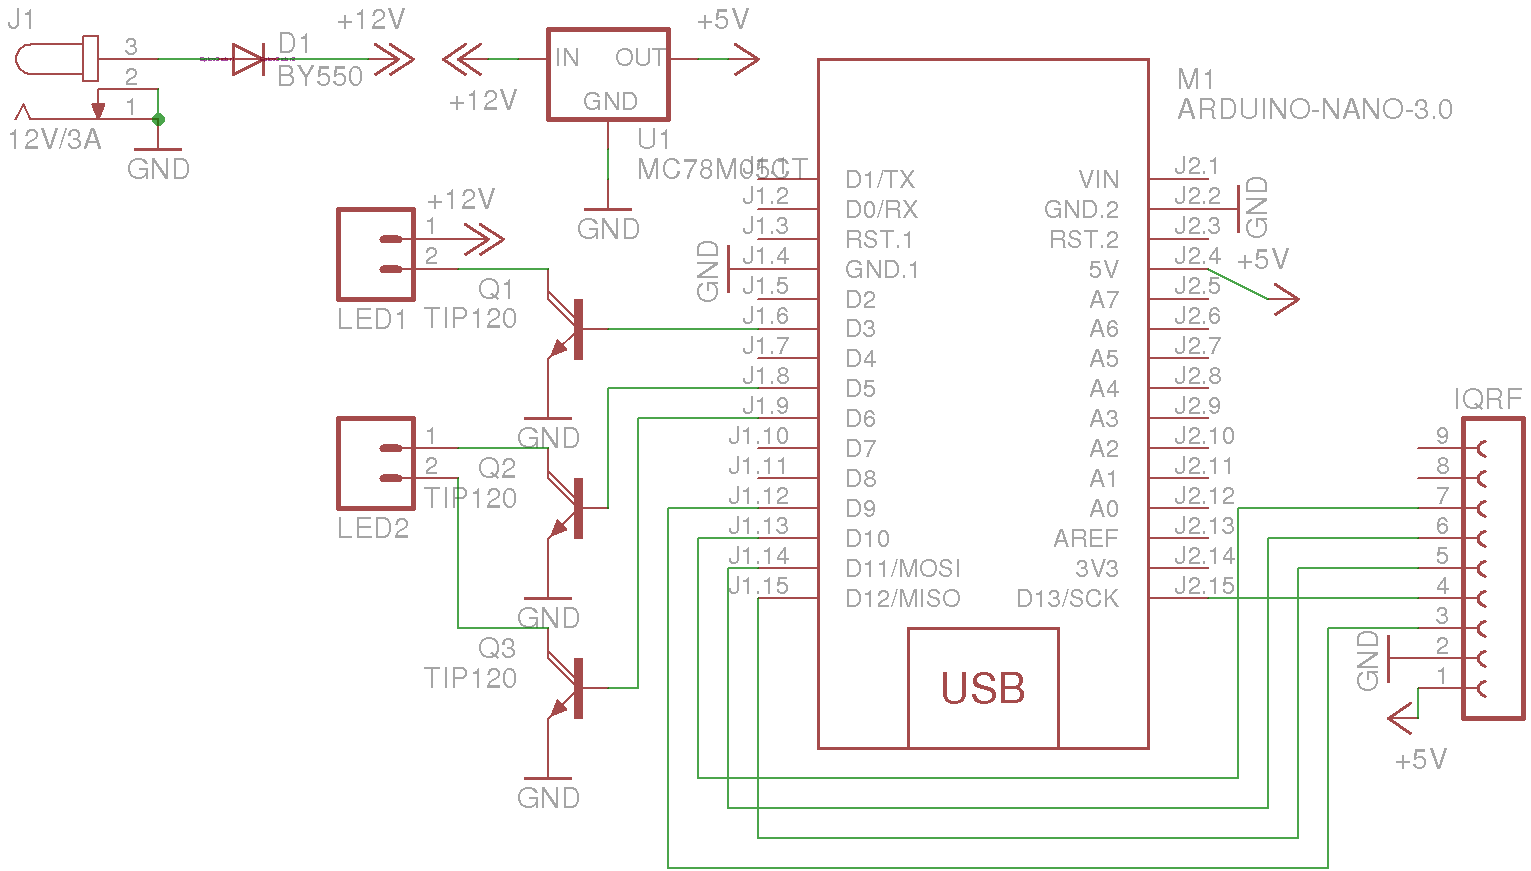 J1
3
2
1
12V/3A
GND
D1
BY550
+12V
+12V
IN
OUT
GND
U1
MC78M05CT
+5V
GND
M1
ARDUINO-NANO-3.0
LED1
1
2
+12V
Q1
TIP120
GND
LED2
1
2
Q2
TIP120
GND
Q3
TIP120
GND
J1.1 D1/TX
J1.2 D0/RX
J1.3 RST.1
GND J1.4 GND.1
J1.5 D2
J1.6 D3
J1.7 D4
J1.8 D5
J1.9 D6
J1.10 D7
J1.11 D8
J1.12 D9
J1.13 D10
J1.14 D11/MOSI
J1.15 D12/MISO
VIN J2.1
GND.2 J2.2 GND
RST.2 J2.3
5V J2.4 +5V
A7 J2.5
A6 J2.6
A5 J2.7
A4 J2.8
A3 J2.9
A2 J2.10
A1 J2.11
A0 J2.12
AREF J2.13
3V3 J2.14
D13/SCK J2.15
USB
IQRF
9
8
7
6
5
4
3
2
1
GND
+5V